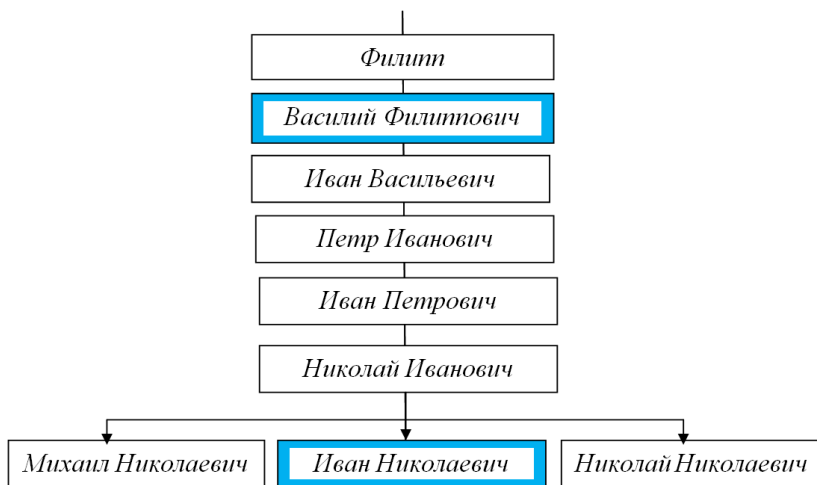 Филипп
Василий Филиппович
Иван Васильевич
Петр Иванович
Иван Петрович
Николай Иванович
Михаил Николаевич
Иван Николаевич
Николай Николаевич